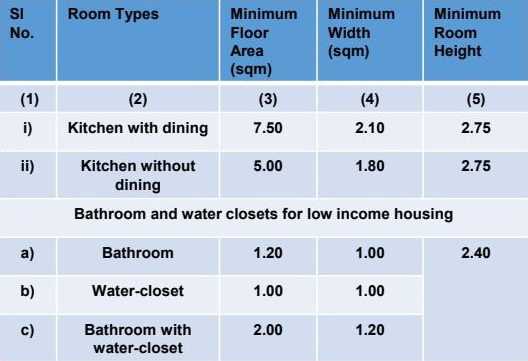 Sl No. Room Types Minimum Floor Area (sqm) Minimum Width (sqm) Minimum Room Height
(1) (2) (3) (4) (5)
i) Kitchen with dining 7.50 2.10 2.75
ii) Kitchen without dining 5.00 1.80 2.75
Bathroom and water closets for low income housing
a) Bathroom 1.20 1.00 2.40
b) Water-closet 1.00 1.00
c) Bathroom with water-closet 2.00 1.20